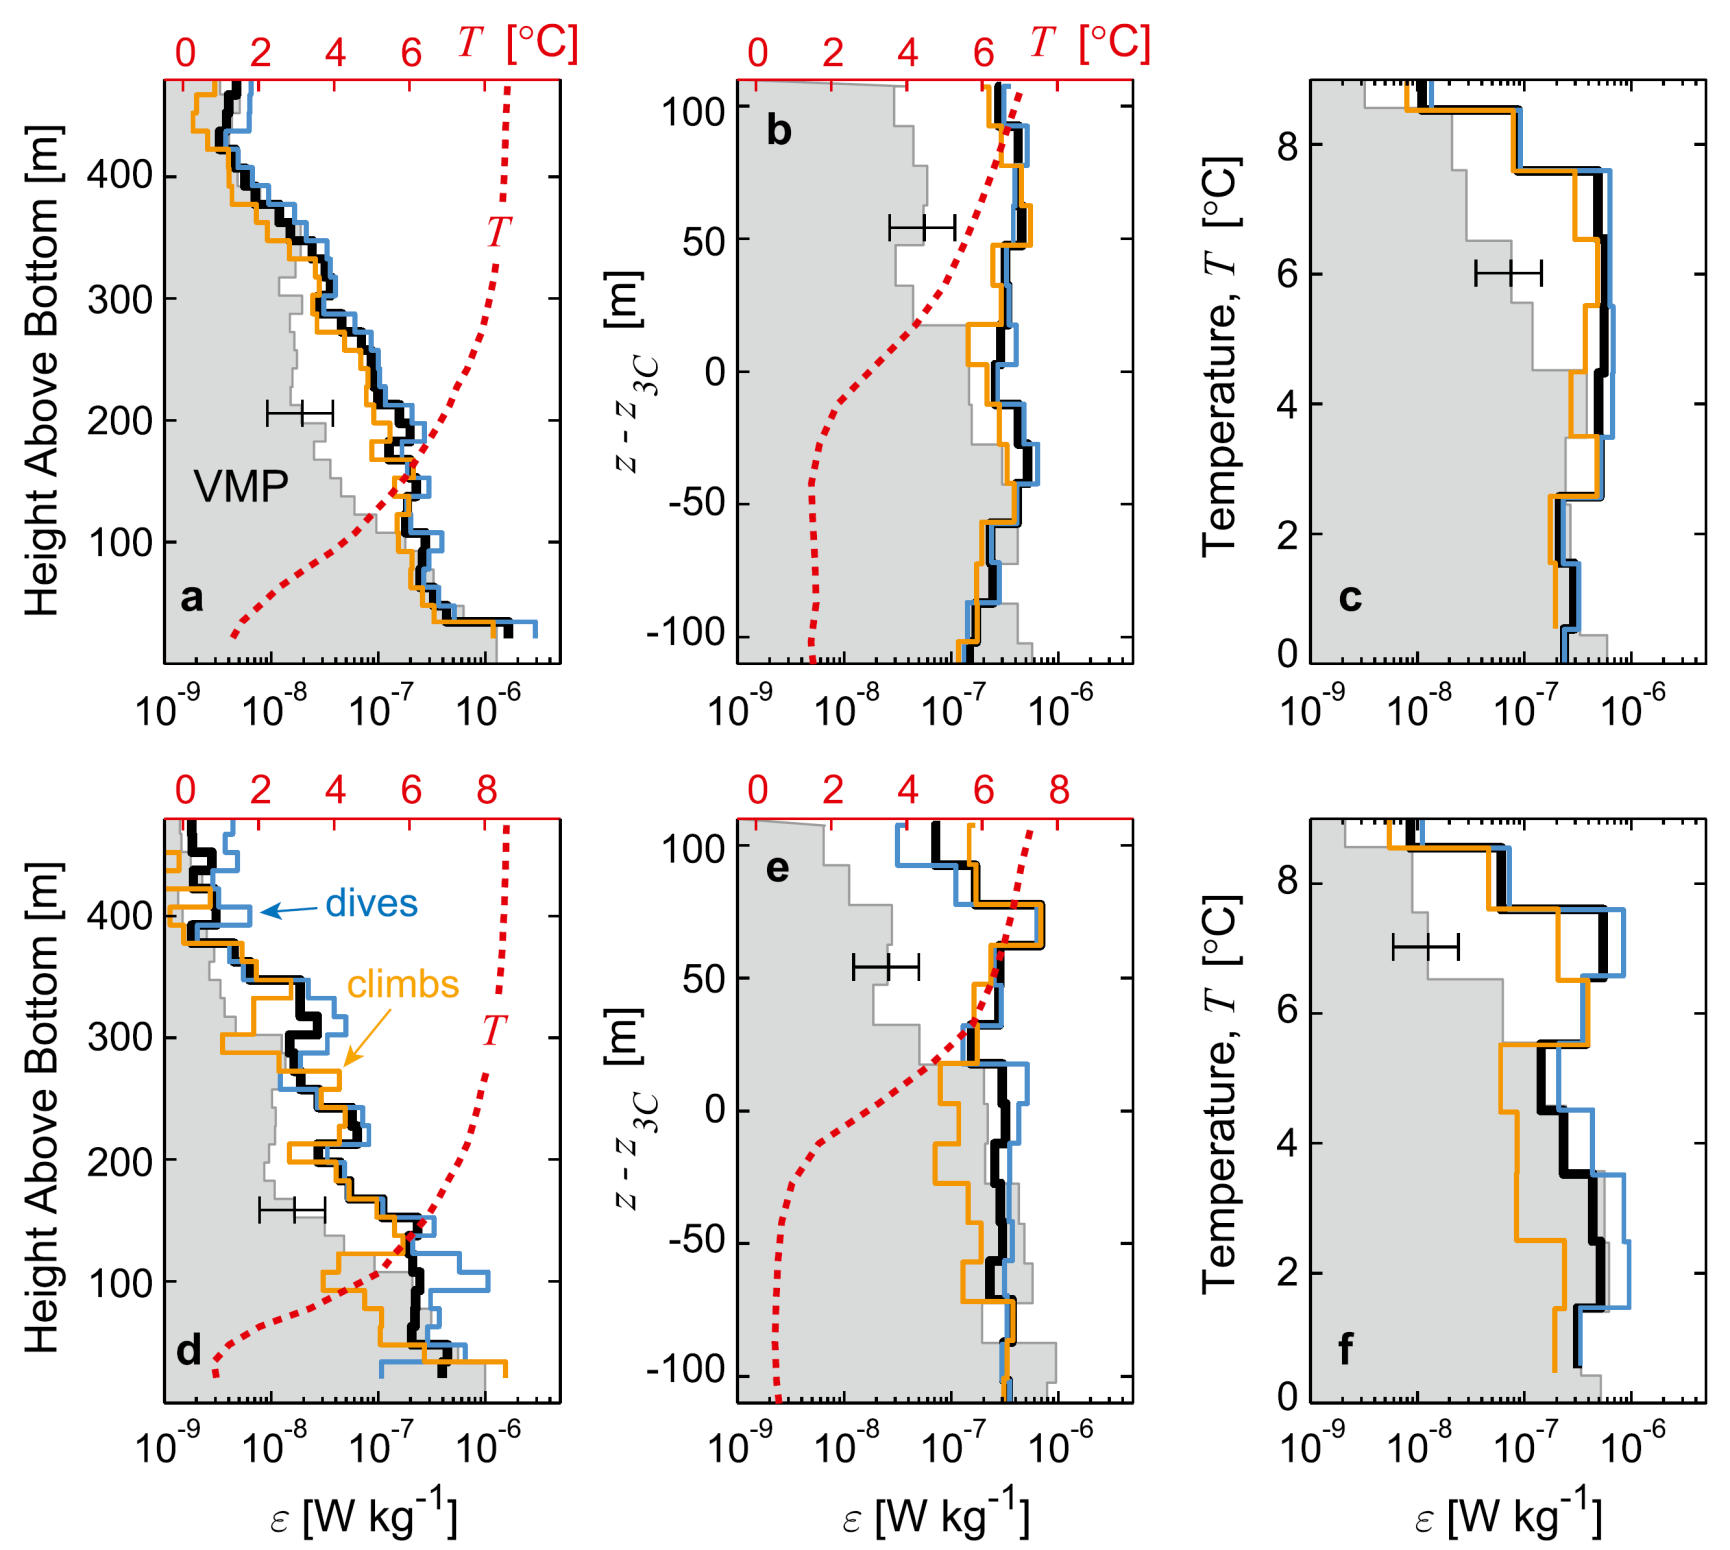 0 2 4 6 T [°C]
Height Above Bottom [m]
400
300
200
100
T
VMP
a
10-9 10-8 10-7 10-6
0 2 4 6 T [°C]
z - z3C [m]
100
50
0
-50
-100
b
10-9 10-8 10-7 10-6
Temperature, T [°C]
8
6
4
2
0
c
10-9 10-8 10-7 10-6
0 2 4 6 8
Height Above Bottom [m]
400
300
200
100
dives
climbs
T
d
10-9 10-8 10-7 10-6
ε [W kg-1]
0 2 4 6 8
z - z3C [m]
100
50
0
-50
-100
e
10-9 10-8 10-7 10-6
ε [W kg-1]
Temperature, T [°C]
8
6
4
2
0
f
10-9 10-8 10-7 10-6
ε [W kg-1]